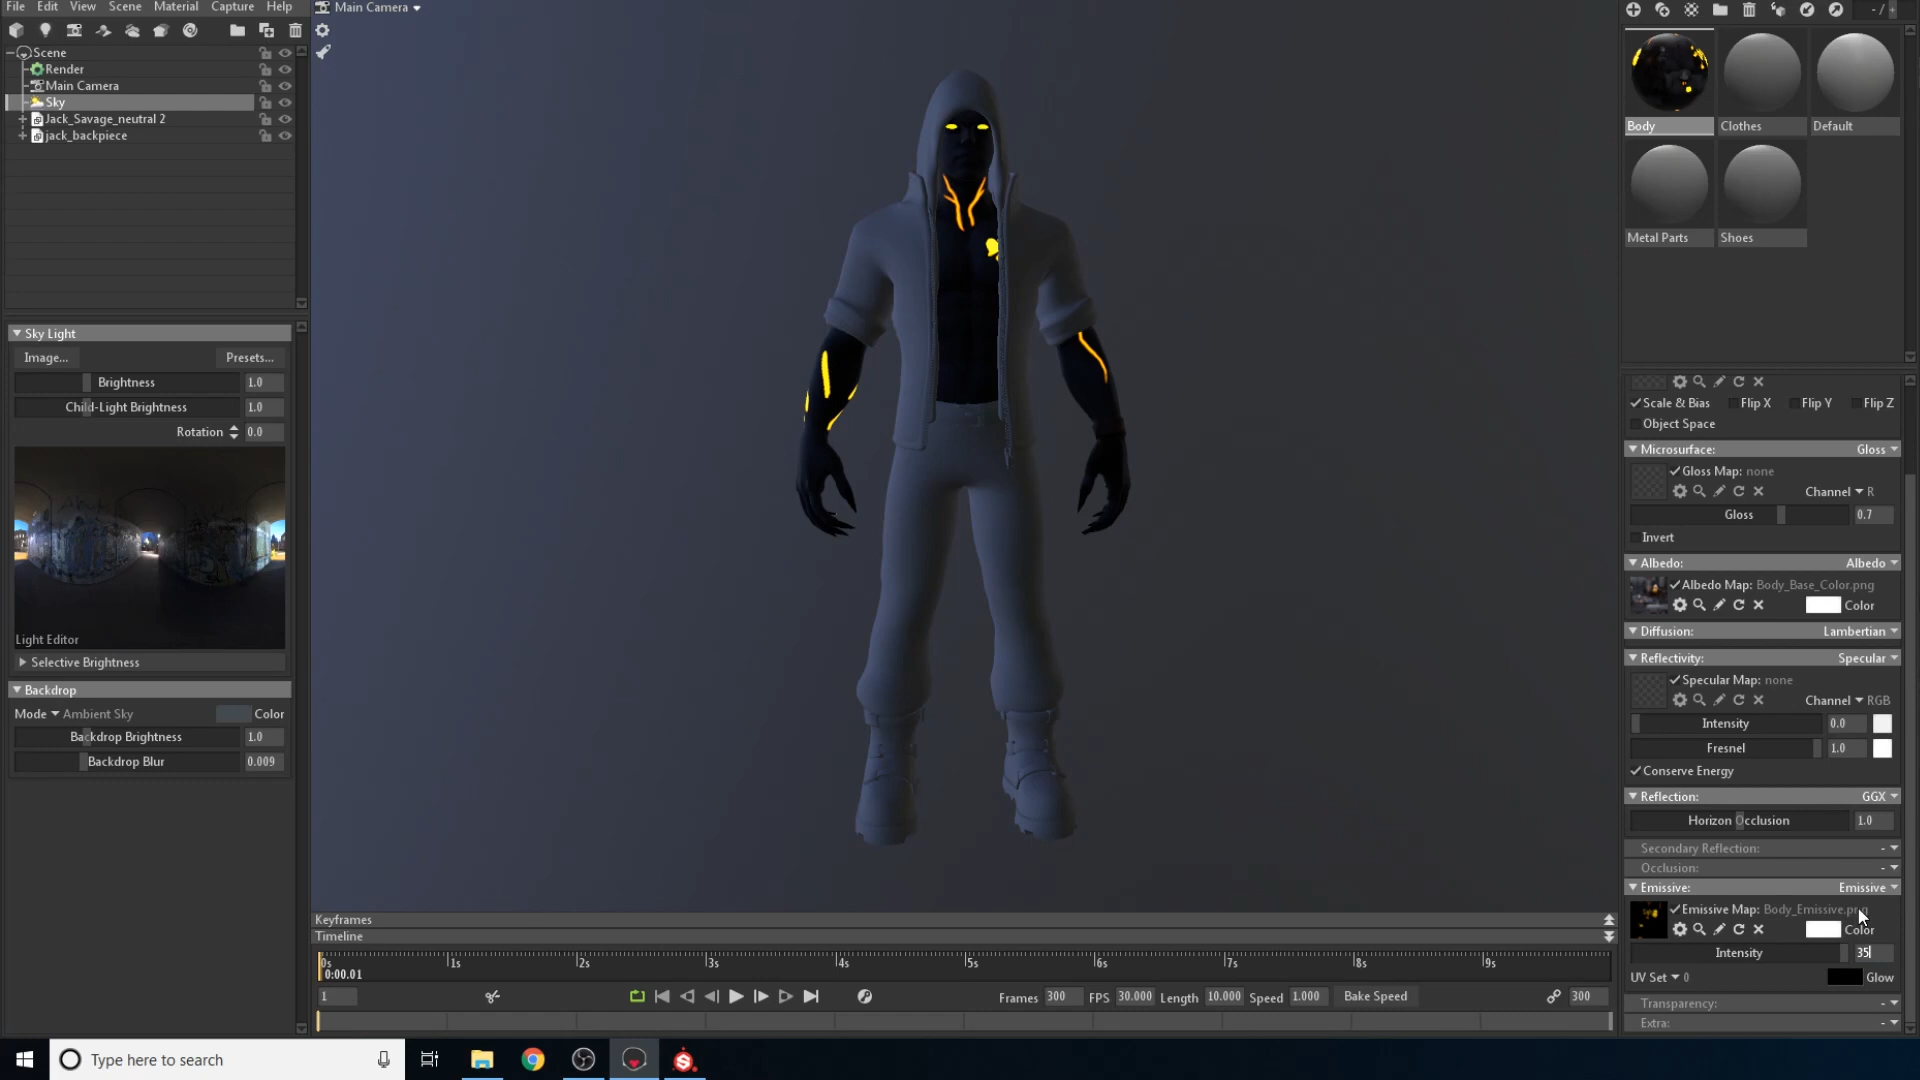 File Edit View Scene Material Capture Help
Main Camera
- /
Scene
Render
Main Camera
Sky
Jack_Savage_neutral 2
jack_backpiece
Body Clothes Default
Metal Parts Shoes
Sky Light
Image... Presets...
Brightness 1.0
Child-Light Brightness 1.0
Rotation 0.0
Light Editor
Selective Brightness
Backdrop
Mode Ambient Sky Color
Backdrop Brightness 1.0
Backdrop Blur 0.009
Scale & Bias Flip X Flip Y Flip Z
Object Space
Microsurface: Gloss
Gloss Map: none
Channel R
Gloss 0.7
Invert
Albedo: Albedo
Albedo Map: Body_Base_Color.png
Color
Diffusion: Lambertian
Reflectivity: Specular
Specular Map: none
Channel RGB
Intensity 0.0
Fresnel 1.0
Conserve Energy
Reflection: GGX
Horizon Occlusion 1.0
Secondary Reflection: -
Occlusion: -
Emissive: Emissive
Emissive Map: Body_Emissive.png
Color
Intensity 35
UV Set 0 Glow
Transparency: -
Extra: -
Keyframes
Timeline
0s 1s 2s 3s 4s 5s 6s 7s 8s 9s
0:00.01
1 Frames 300 FPS 30.000 Length 10.000 Speed 1.000 Bake Speed 300
Type here to search